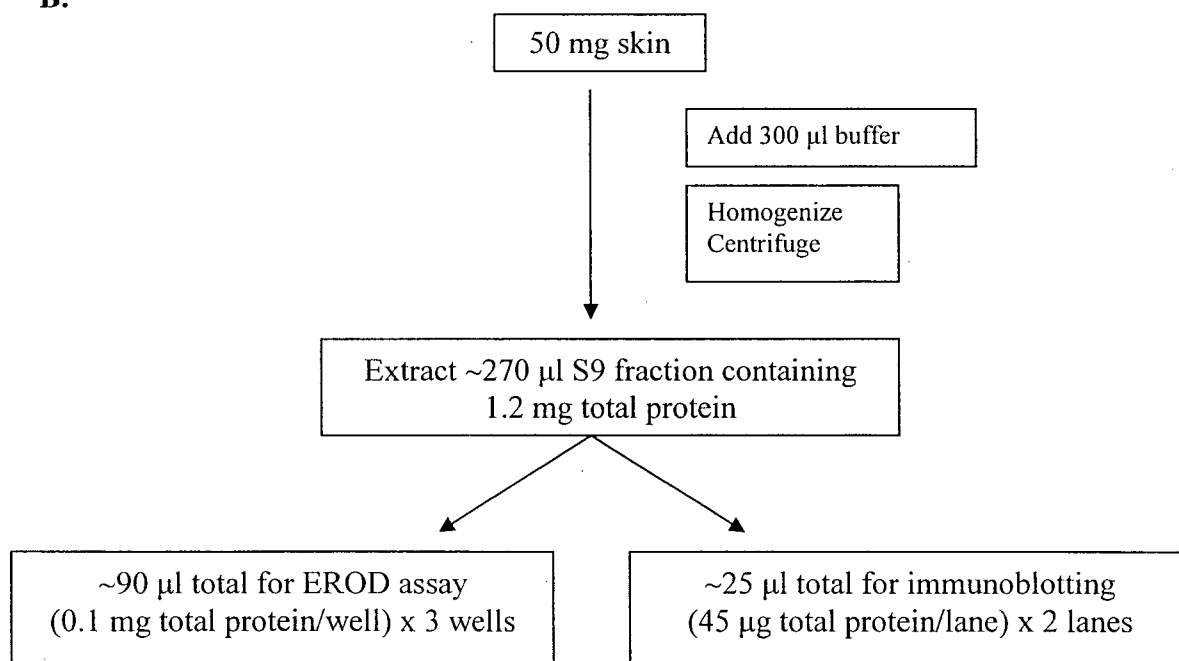 B.
50 mg skin
Add 300 µl buffer
Homogenize
Centrifuge
Extract ~270 µl S9 fraction containing
1.2 mg total protein
~90 µl total for EROD assay
(0.1 mg total protein/well) x 3 wells
~25 µl total for immunoblotting
(45 µg total protein/lane) x 2 lanes